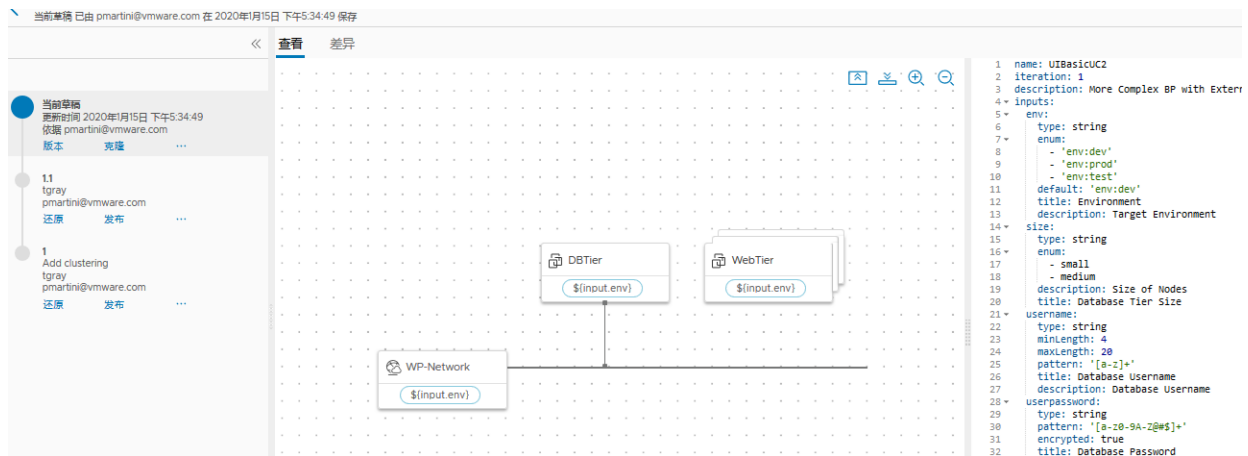 当前草稿 已由 pmartini@vmware.com 在 2020年1月15日 下午5:34:49 保存
查看 差异
当前草稿
更新时间 2020年1月15日 下午5:34:49
依据 pmartini@vmware.com
版本 克隆 ...
1.1
tgray
pmartini@vmware.com
还原 发布 ...
1
Add clustering
tgray
pmartini@vmware.com
还原 发布 ...
DBTier
${input.env}
WebTier
${input.env}
WP-Network
${input.env}
1 name: UIBasicUC2
2 iteration: 1
3 description: More Complex BP with Extern
4 inputs:
5 env:
6 type: string
7 enum:
8 - 'env:dev'
9 - 'env:prod'
10 - 'env:test'
11 default: 'env:dev'
12 title: Environment
13 description: Target Environment
14 size:
15 type: string
16 enum:
17 - small
18 - medium
19 description: Size of Nodes
20 title: Database Tier Size
21 username:
22 type: string
23 minLength: 4
24 maxLength: 20
25 pattern: '[a-z]+'
26 title: Database Username
27 description: Database Username
28 userpassword:
29 type: string
30 pattern: '[a-z0-9A-Z@#$]+'
31 encrypted: true
32 title: Database Password